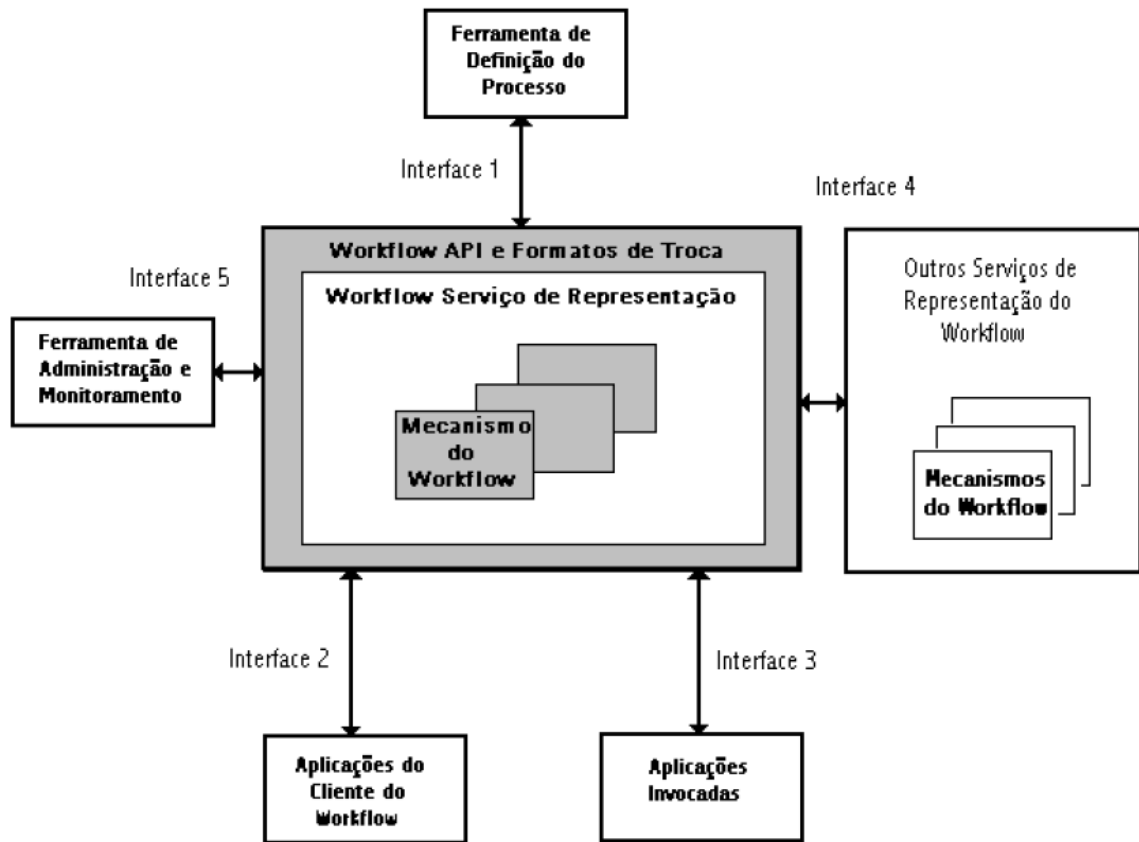 Ferramenta de
Definição do
Processo
Interface 1
Interface 4
Workflow API e Formatos de Troca
Interface 5
Workflow Serviço de Representação
Outros Serviços de
Representação do
Workflow
Ferramenta de
Administração e
Monitoramento
Mecanismo
do
Workflow
Mecanismos
do Workflow
Interface 2
Interface 3
Aplicações do
Cliente do
Workflow
Aplicações
Invocadas